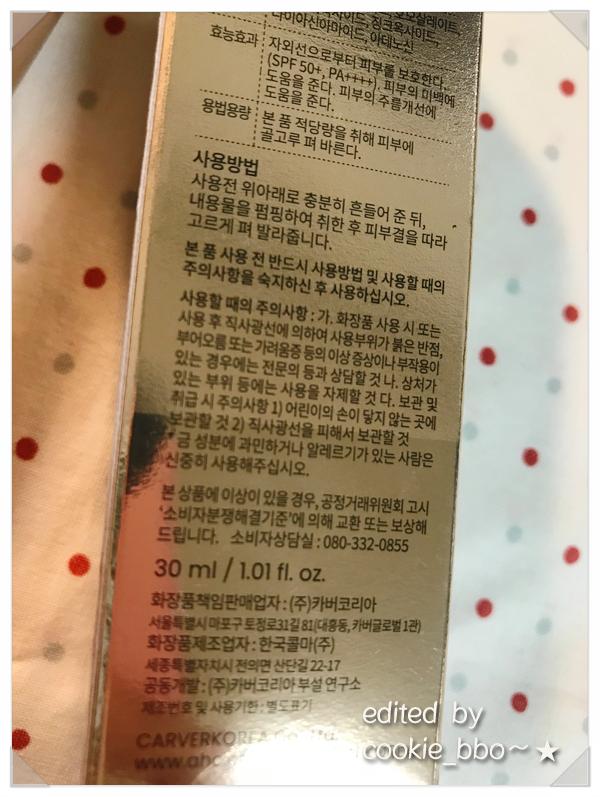 징크옥사이드,
나이아신아마이드, 아데노신
효능효과
자외선으로부터 피부를 보호한다.
(SPF 50+, PA++++). 피부의 미백에
도움을 준다. 피부의 주름개선에
도움을 준다.
용법용량
본 품 적당량을 취해 피부에
골고루 펴 바른다.
사용방법
사용전 위아래로 충분히 흔들어 준 뒤,
내용물을 펌핑하여 취한 후 피부결을 따라
고르게 펴 발라줍니다.
본 품 사용 전 반드시 사용방법 및 사용할 때의
주의사항을 숙지하신 후 사용하십시오.
사용할 때의 주의사항 : 가. 화장품 사용 시 또는
사용 후 직사광선에 의하여 사용부위가 붉은 반점,
부어오름 또는 가려움증 등의 이상 증상이나 부작용이
있는 경우에는 전문의 등과 상담할 것 나. 상처가
있는 부위 등에는 사용을 자제할 것 다. 보관 및
취급 시 주의사항 1) 어린이의 손이 닿지 않는 곳에
보관할 것 2) 직사광선을 피해서 보관할 것
*금 성분에 과민하거나 알레르기가 있는 사람은
신중히 사용해주십시오.
본 상품에 이상이 있을 경우, 공정거래위원회 고시
'소비자분쟁해결기준'에 의해 교환 또는 보상해
드립니다. 소비자상담실 : 080-332-0855
30 ml / 1.01 fl. oz.
화장품책임판매업자 : (주)카버코리아
서울특별시 마포구 토정로31길 81(대흥동, 카버글로벌 1관)
화장품제조업자 : 한국콜마(주)
세종특별자치시 전의면 산단길 22-17
공동개발 : (주)카버코리아 부설 연구소
제조번호 및 사용기한 : 별도표기
CARVERKOREA
www.ahc
edited by
cookie_bbo~★